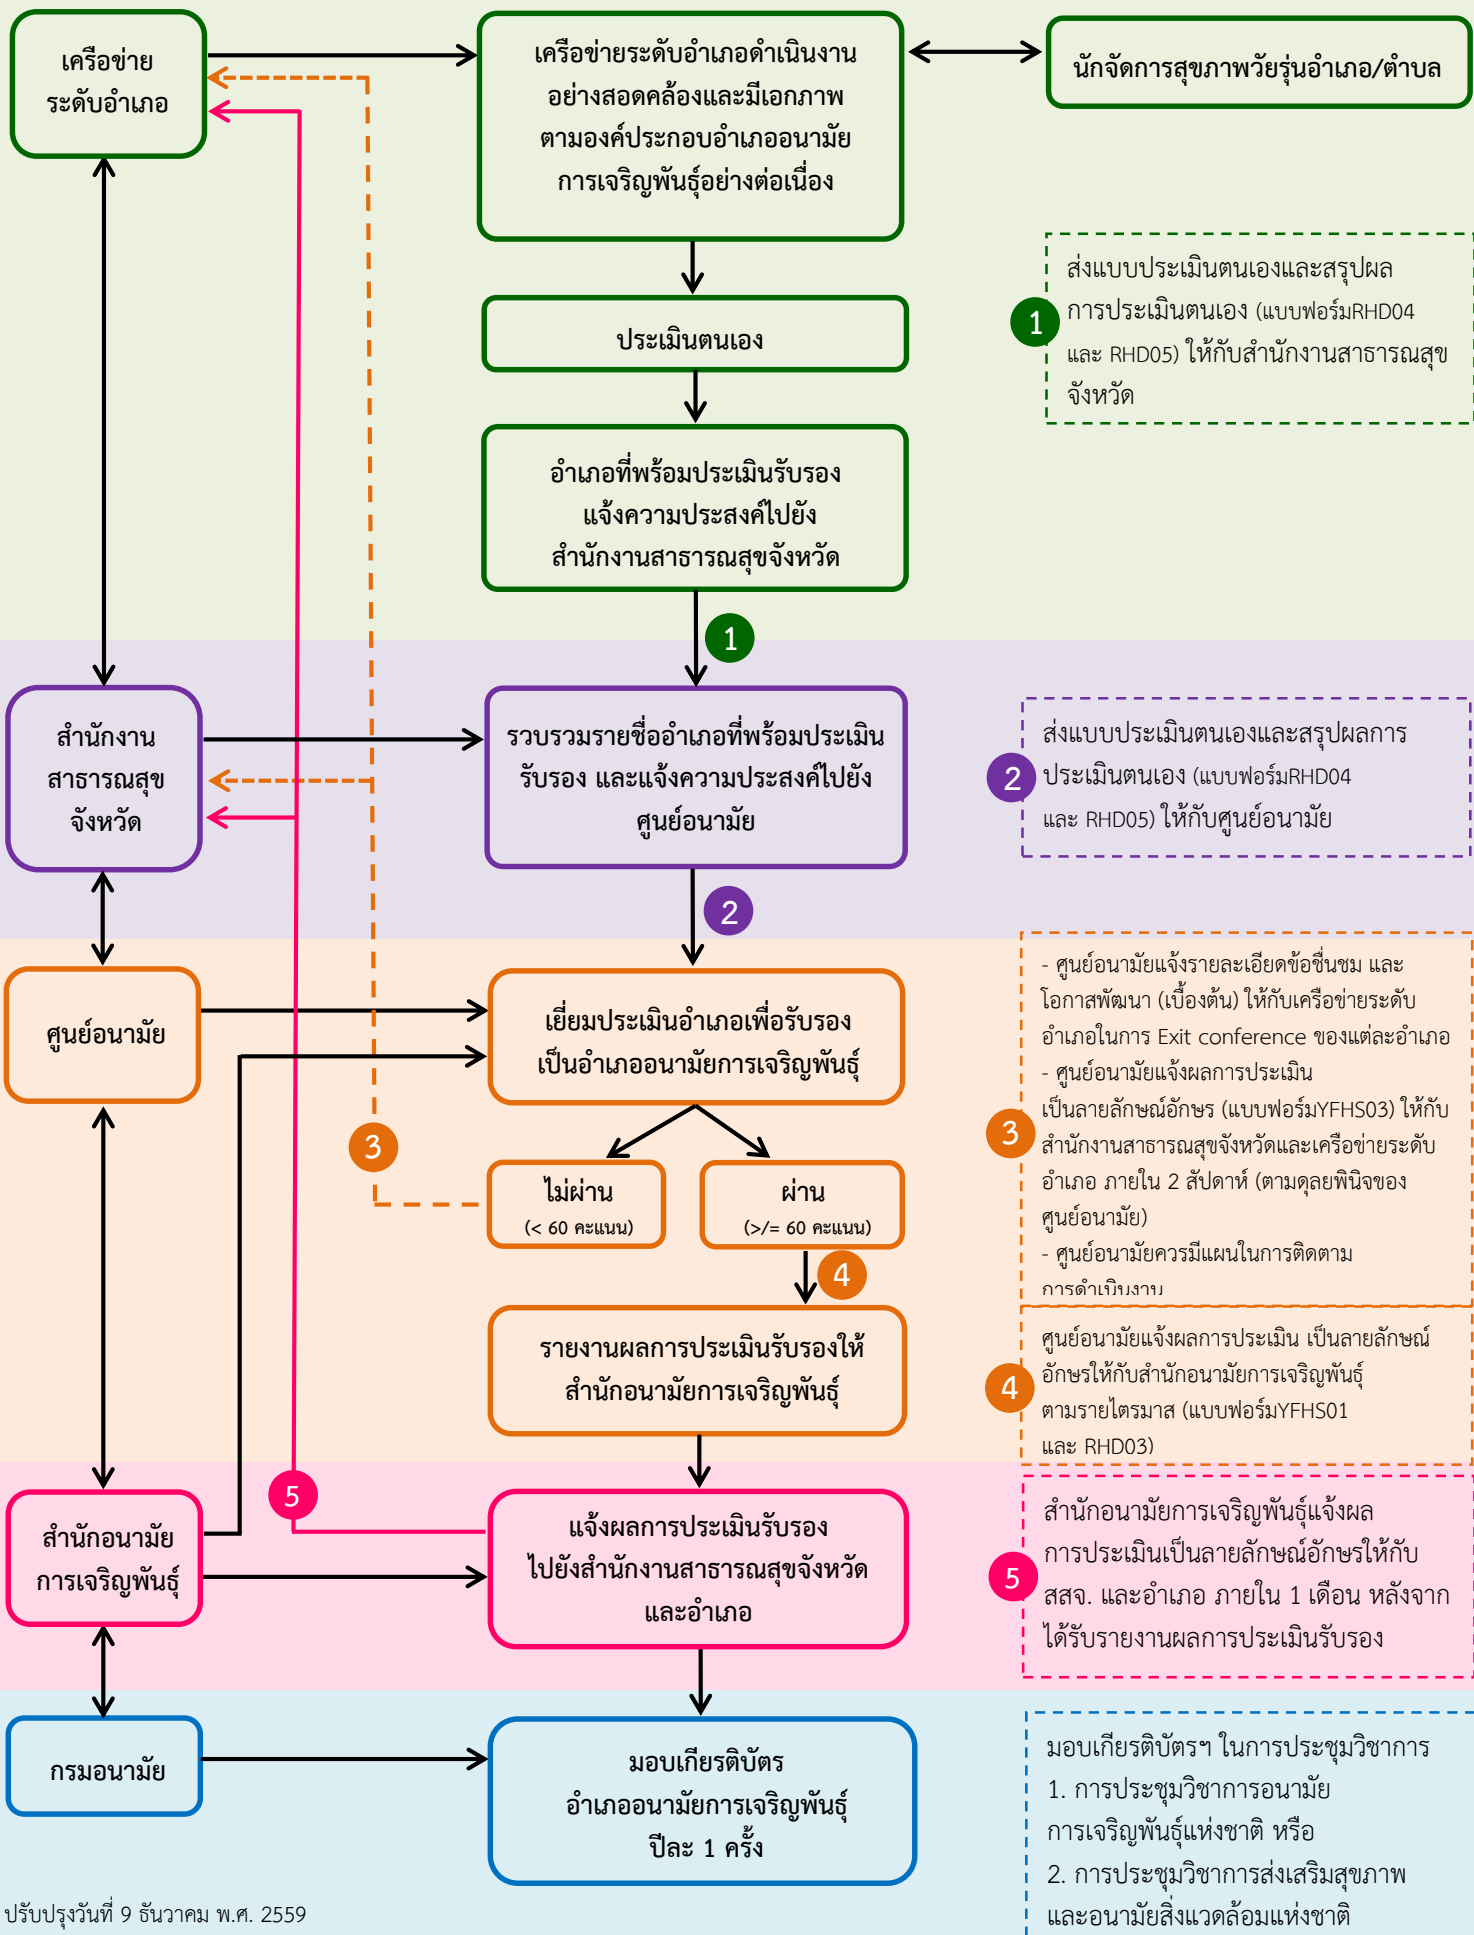 เครือข่าย
ระดับอำเภอ
เครือข่ายระดับอำเภอดำเนินงาน
อย่างสอดคล้องและมีเอกภาพ
ตามองค์ประกอบอำเภออนามัย
การเจริญพันธุ์อย่างต่อเนื่อง
นักจัดการสุขภาพวัยรุ่นอำเภอ/ตำบล
ประเมินตนเอง
1
ส่งแบบประเมินตนเองและสรุปผล
การประเมินตนเอง (แบบฟอร์มRHD04
และ RHD05) ให้กับสำนักงานสาธารณสุข
จังหวัด
อำเภอที่พร้อมประเมินรับรอง
แจ้งความประสงค์ไปยัง
สำนักงานสาธารณสุขจังหวัด
1
สำนักงาน
สาธารณสุข
จังหวัด
รวบรวมรายชื่ออำเภอที่พร้อมประเมิน
รับรอง และแจ้งความประสงค์ไปยัง
ศูนย์อนามัย
2
ส่งแบบประเมินตนเองและสรุปผลการ
ประเมินตนเอง (แบบฟอร์มRHD04
และ RHD05) ให้กับศูนย์อนามัย
2
ศูนย์อนามัย
เยี่ยมประเมินอำเภอเพื่อรับรอง
เป็นอำเภออนามัยการเจริญพันธุ์
3
ไม่ผ่าน
(< 60 คะแนน)
ผ่าน
(>/= 60 คะแนน)
3
- ศูนย์อนามัยแจ้งรายละเอียดข้อชื่นชม และ
โอกาสพัฒนา (เบื้องต้น) ให้กับเครือข่ายระดับ
อำเภอในการ Exit conference ของแต่ละอำเภอ
- ศูนย์อนามัยแจ้งผลการประเมิน
เป็นลายลักษณ์อักษร (แบบฟอร์มYFHS03) ให้กับ
สำนักงานสาธารณสุขจังหวัดและเครือข่ายระดับ
อำเภอ ภายใน 2 สัปดาห์ (ตามดุลยพินิจของ
ศูนย์อนามัย)
- ศูนย์อนามัยควรมีแผนในการติดตาม
การดำเนินงาน
4
รายงานผลการประเมินรับรองให้
สำนักอนามัยการเจริญพันธุ์
4
ศูนย์อนามัยแจ้งผลการประเมิน เป็นลายลักษณ์
อักษรให้กับสำนักอนามัยการเจริญพันธุ์
ตามรายไตรมาส (แบบฟอร์มYFHS01
และ RHD03)
5
สำนักอนามัย
การเจริญพันธุ์
แจ้งผลการประเมินรับรอง
ไปยังสำนักงานสาธารณสุขจังหวัด
และอำเภอ
5
สำนักอนามัยการเจริญพันธุ์แจ้งผล
การประเมินเป็นลายลักษณ์อักษรให้กับ
สสจ. และอำเภอ ภายใน 1 เดือน หลังจาก
ได้รับรายงานผลการประเมินรับรอง
กรมอนามัย
มอบเกียรติบัตร
อำเภออนามัยการเจริญพันธุ์
ปีละ 1 ครั้ง
มอบเกียรติบัตรฯ ในการประชุมวิชาการ
1. การประชุมวิชาการอนามัย
การเจริญพันธุ์แห่งชาติ หรือ
2. การประชุมวิชาการส่งเสริมสุขภาพ
และอนามัยสิ่งแวดล้อมแห่งชาติ
ปรับปรุงวันที่ 9 ธันวาคม พ.ศ. 2559